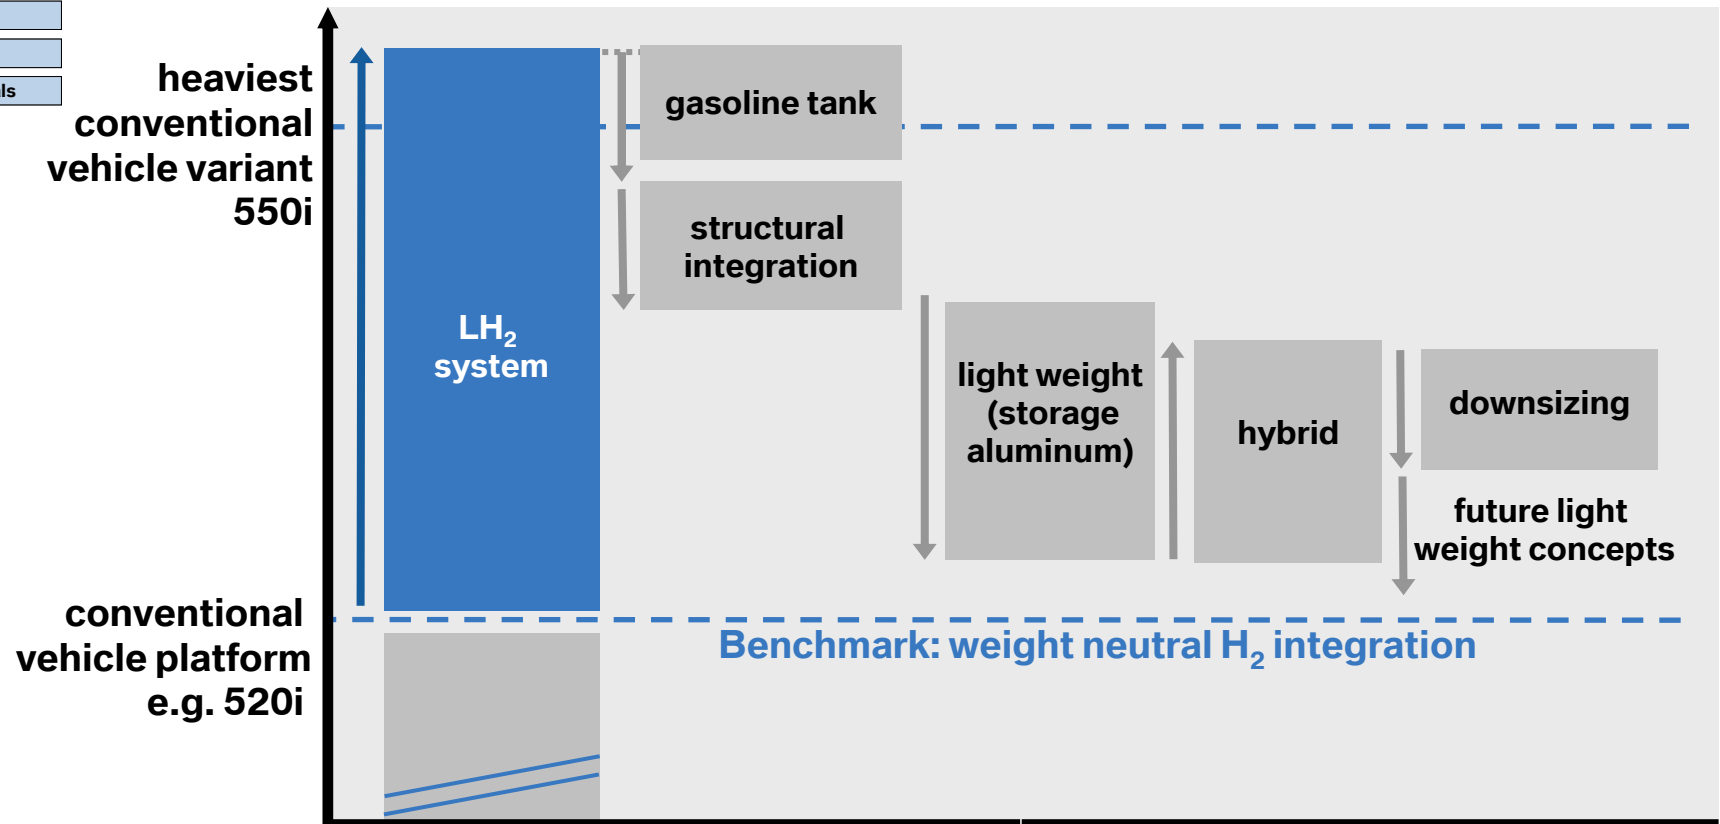 ls
heaviest
conventional
vehicle variant
550i
gasoline tank
structural
integration
LH₂
system
light weight
(storage
aluminum)
hybrid
downsizing
future light
weight concepts
conventional
vehicle platform
e.g. 520i
Benchmark: weight neutral H₂ integration